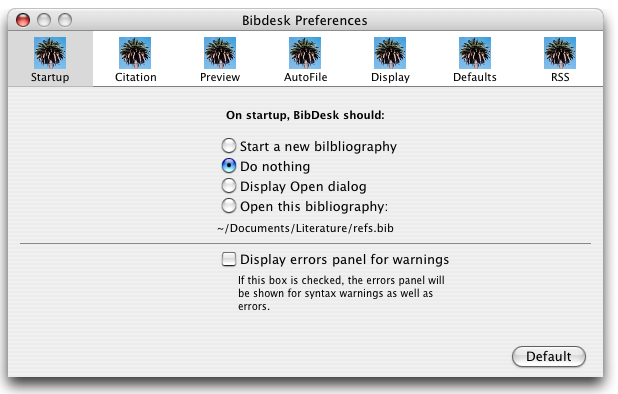 Bibdesk Preferences
Startup Citation Preview AutoFile Display Defaults RSS
On startup, BibDesk should:
Start a new bilbliography
Do nothing
Display Open dialog
Open this bibliography:
~/Documents/Literature/refs.bib
Display errors panel for warnings
If this box is checked, the errors panel will
be shown for syntax warnings as well as
errors.
Default